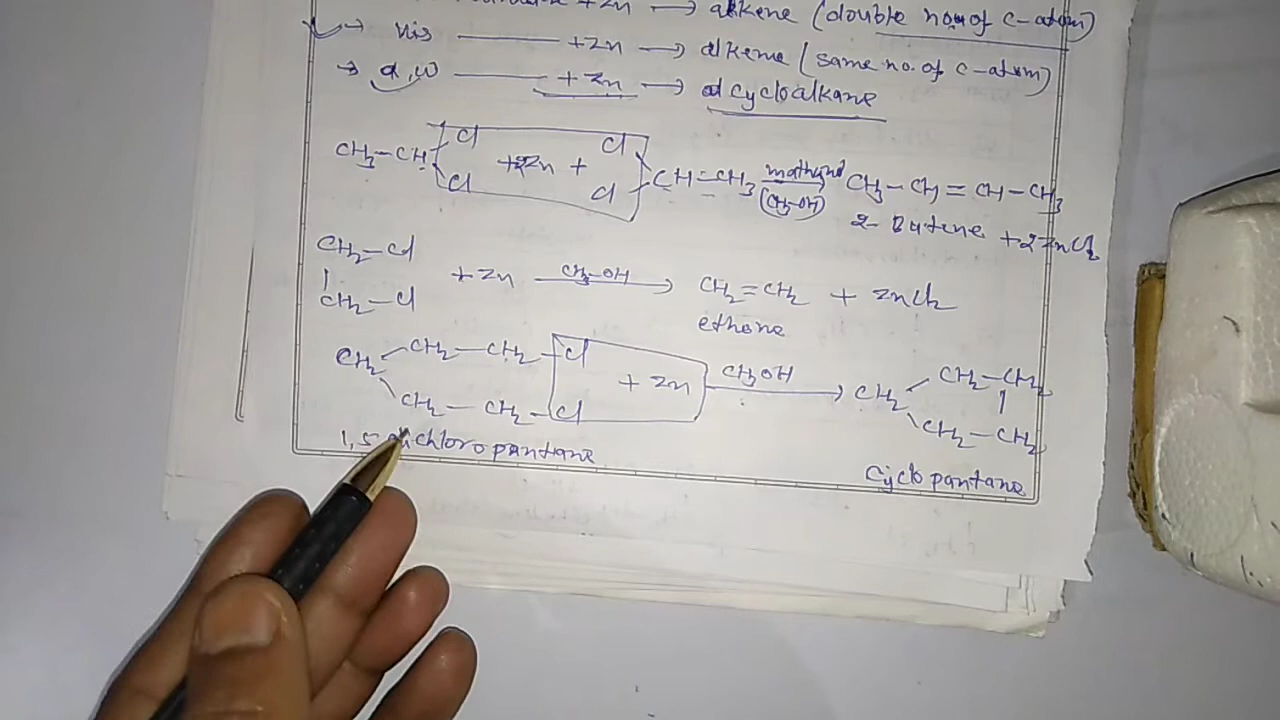 + Zn → alkene (double no. of C-atom)
→ vis ——— +Zn → alkene (same no. of C-atom)
→ α, ω ——— + Zn → cycloalkane
CH3-CH Cl Cl + 2Zn + Cl Cl CH-CH3 (CH3-OH) CH3-CH=CH-CH3
2-Butene + 2ZnCl2
CH2-Cl
CH2-Cl + Zn CH3-OH → CH2=CH2 + ZnCl2
ethene
CH2 CH2-CH2-Cl
CH2-CH2-Cl + Zn CH3OH → CH2 CH2-CH2
CH2-CH2
1,5 dichloropantane
Cyclopantane